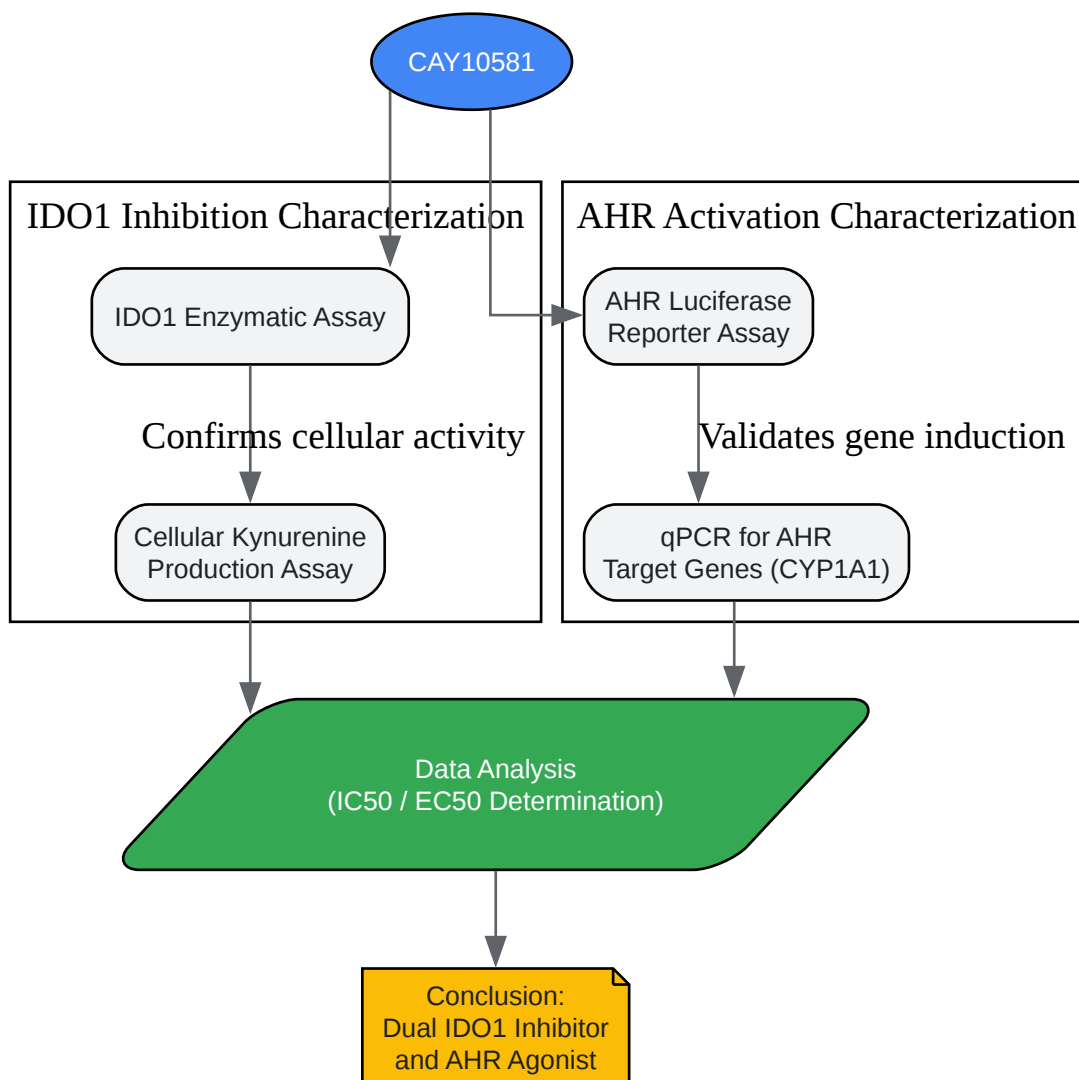 CAY10581
IDO1 Inhibition Characterization
AHR Activation Characterization
IDO1 Enzymatic Assay
AHR Luciferase
Reporter Assay
Confirms cellular activity
Validates gene induction
Cellular Kynurenine
Production Assay
qPCR for AHR
Target Genes (CYP1A1)
Data Analysis
(IC50 / EC50 Determination)
Conclusion:
Dual IDO1 Inhibitor
and AHR Agonist